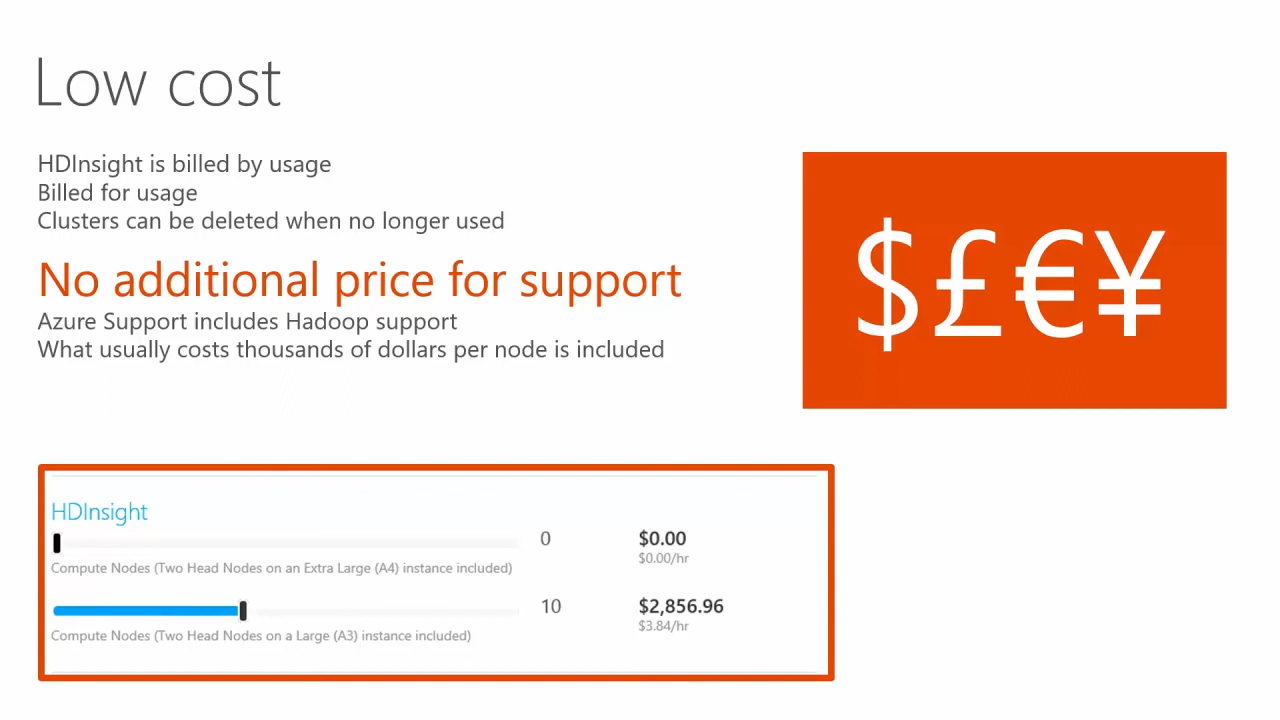 Low cost
HDInsight is billed by usage
Billed for usage
Clusters can be deleted when no longer used
No additional price for support
Azure Support includes Hadoop support
What usually costs thousands of dollars per node is included
$£€¥
HDInsight
0 $0.00
$0.00/hr
Compute Nodes (Two Head Nodes on an Extra Large (A4) instance included)
10 $2,856.96
$3.84/hr
Compute Nodes (Two Head Nodes on a Large (A3) instance included)